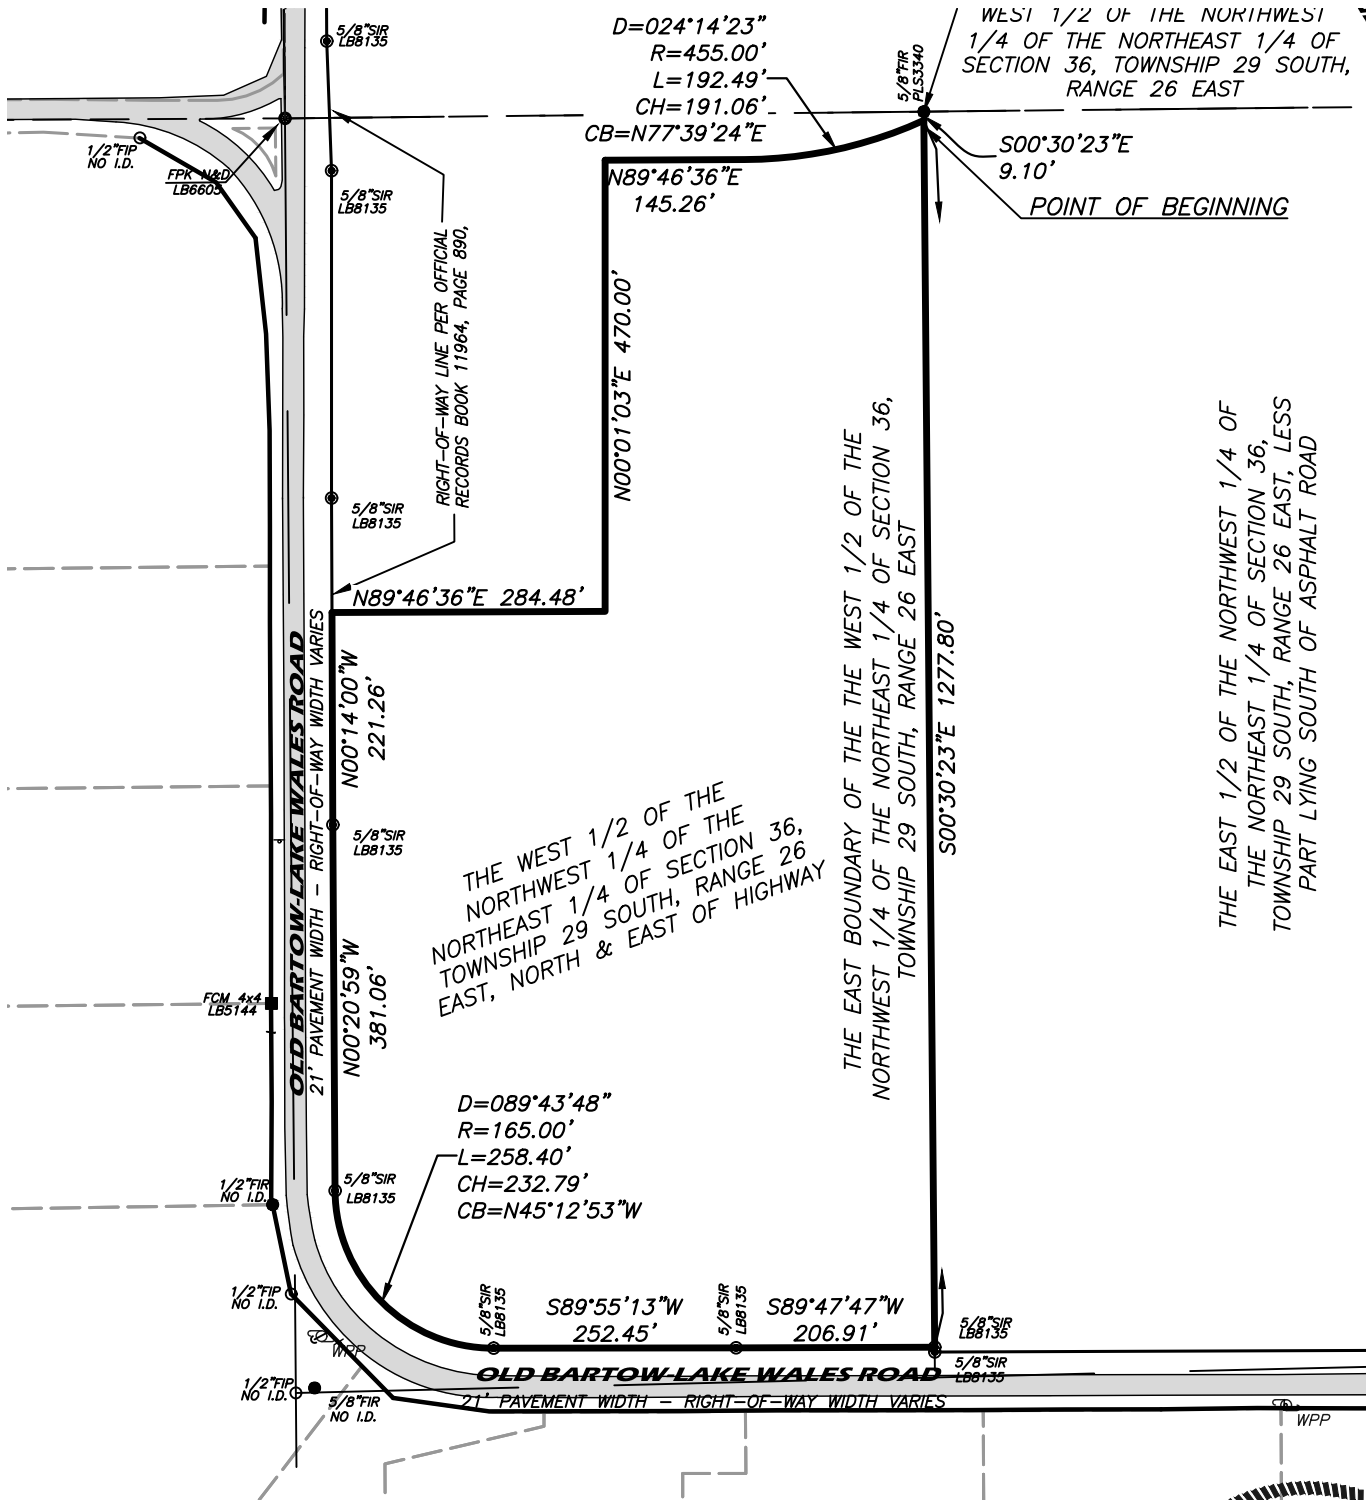 5/8"SIR
LB8135
D=024°14'23"
R=455.00'
L=192.49'
CH=191.06'
CB=N77°39'24"E
5/8"FIR
PLS3340
WEST 1/2 OF THE NORTHWEST
1/4 OF THE NORTHEAST 1/4 OF
SECTION 36, TOWNSHIP 29 SOUTH,
RANGE 26 EAST
1/2"FIP
NO I.D.
FPK N&D
LB6605
5/8"SIR
LB8135
N89°46'36"E
145.26'
S00°30'23"E
9.10'
POINT OF BEGINNING
RIGHT-OF-WAY LINE PER OFFICIAL
RECORDS BOOK 11964, PAGE 890,
N00°01'03"E 470.00'
5/8"SIR
LB8135
N89°46'36"E 284.48'
THE EAST BOUNDARY OF THE THE WEST 1/2 OF THE
NORTHWEST 1/4 OF THE NORTHEAST 1/4 OF SECTION 36,
TOWNSHIP 29 SOUTH, RANGE 26 EAST
S00°30'23"E 1277.80'
THE EAST 1/2 OF THE NORTHWEST 1/4 OF
THE NORTHEAST 1/4 OF SECTION 36,
TOWNSHIP 29 SOUTH, RANGE 26 EAST, LESS
PART LYING SOUTH OF ASPHALT ROAD
OLD BARTOW-LAKE WALES ROAD
21' PAVEMENT WIDTH - RIGHT-OF-WAY WIDTH VARIES
N00°14'00"W
221.26'
5/8"SIR
LB8135
THE WEST 1/2 OF THE
NORTHWEST 1/4 OF THE
NORTHEAST 1/4 OF SECTION 36,
TOWNSHIP 29 SOUTH, RANGE 26
EAST, NORTH & EAST OF HIGHWAY
N00°20'59"W
381.06'
FCM 4x4
LB5144
D=089°43'48"
R=165.00'
L=258.40'
CH=232.79'
CB=N45°12'53"W
1/2"FIR
NO I.D.
5/8"SIR
LB8135
1/2"FIP
NO I.D.
WPP
5/8"SIR
LB8135
S89°55'13"W
252.45'
5/8"SIR
LB8135
S89°47'47"W
206.91'
5/8"SIR
LB8135
5/8"SIR
LB8135
OLD BARTOW-LAKE WALES ROAD
21' PAVEMENT WIDTH - RIGHT-OF-WAY WIDTH VARIES
1/2"FIP
NO I.D.
5/8"FIR
NO I.D.
WPP